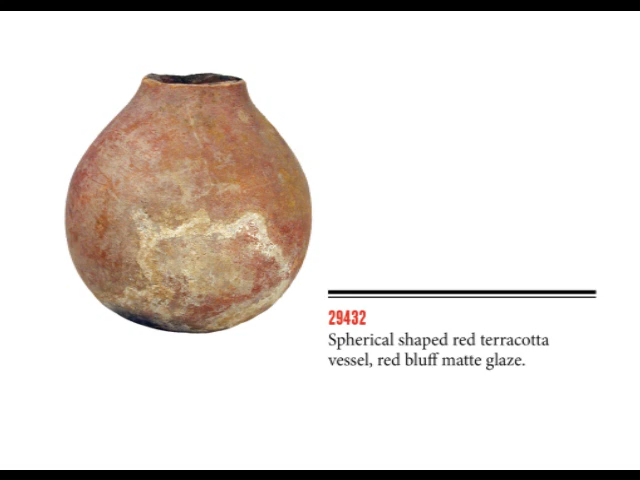 29432
Spherical shaped red terracotta
vessel, red bluff matte glaze.